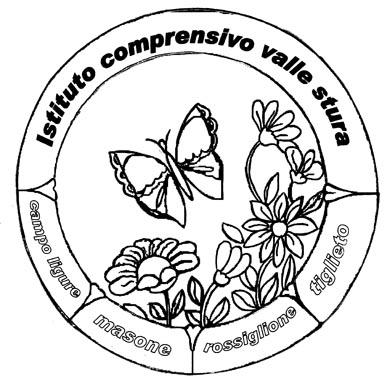 Istituto comprensivo valle stura
campo ligure
masone
rossiglione
tiglieto